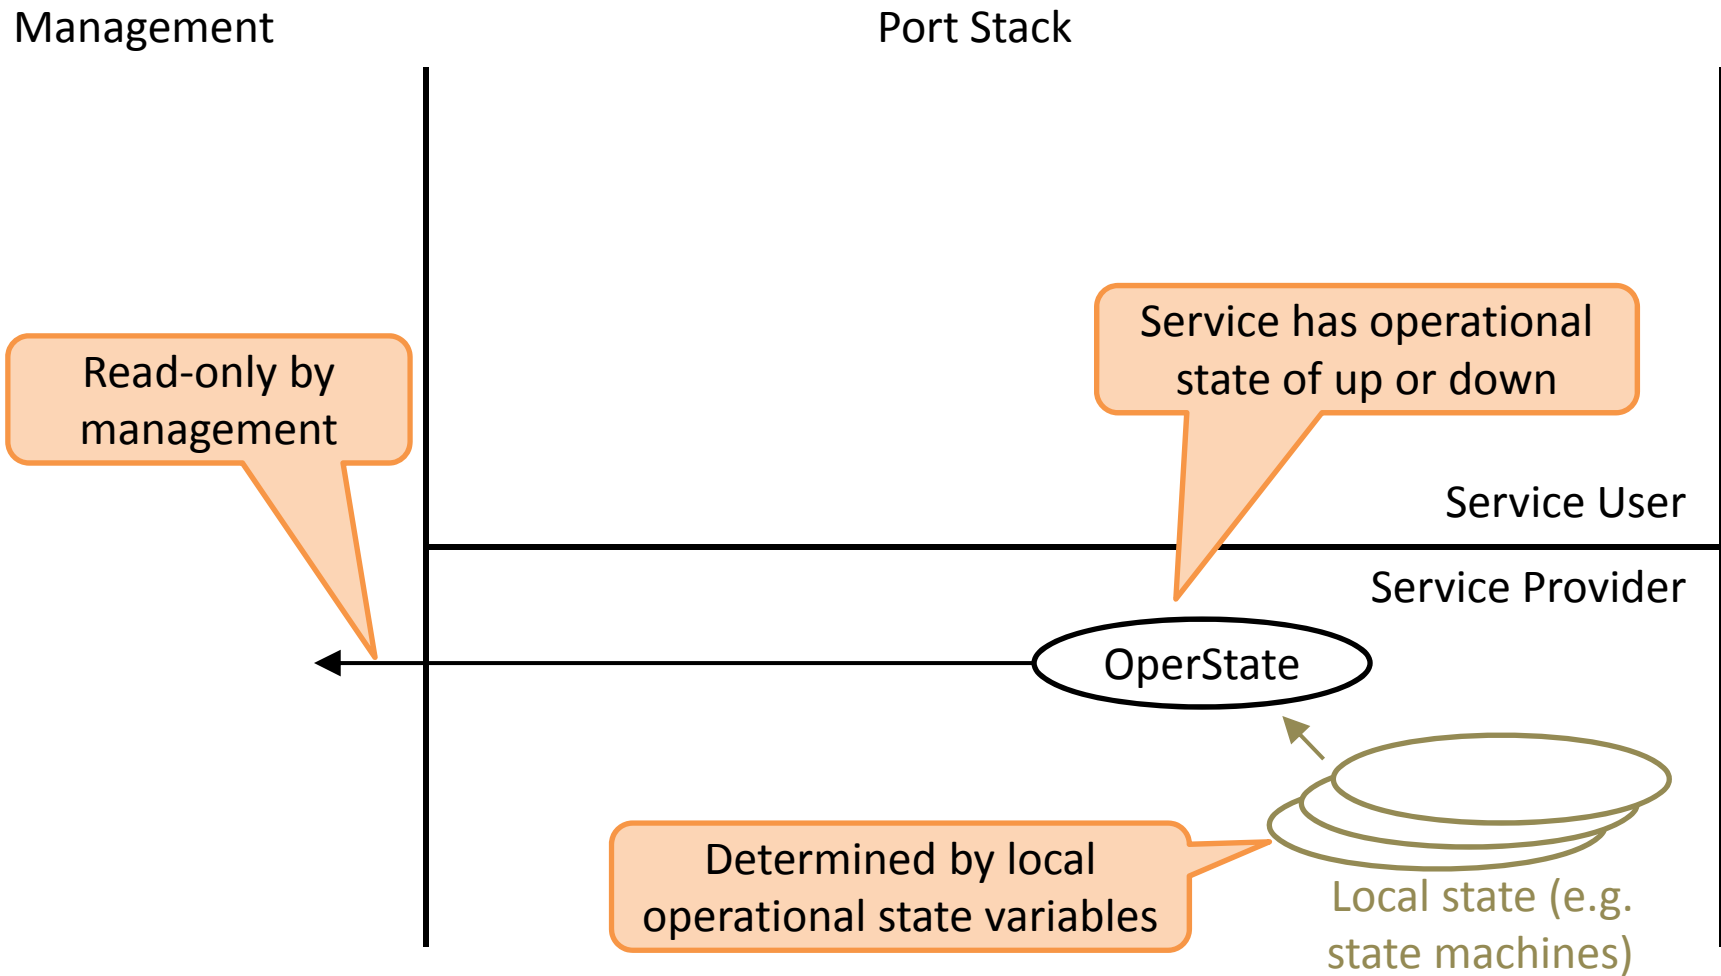 Management
Port Stack
Service has operational
state of up or down
Read-only by
management
Service User
Service Provider
OperState
Determined by local
operational state variables
Local state (e.g.
state machines)